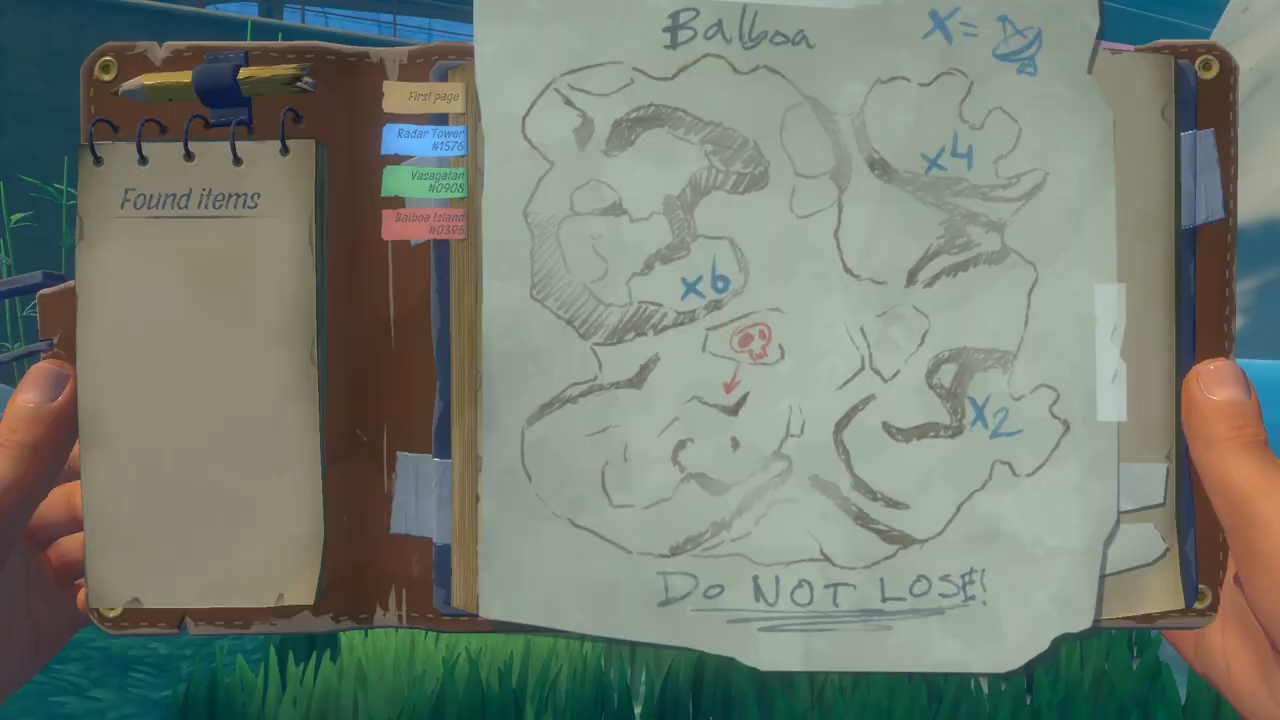 Found items
First page
Radar Tower
#1576
Vasagatan
#0908
Balboa Island
#0396
Balboa
X=
x4
x6
x2
DO NOT LOSE!